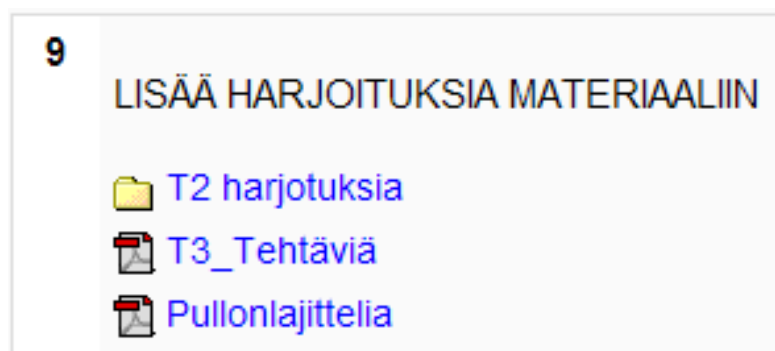 9
LISÄÄ HARJOITUKSIA MATERIAALIIN
T2 harjotuksia
T3_Tehtäviä
Pullonlajittelia